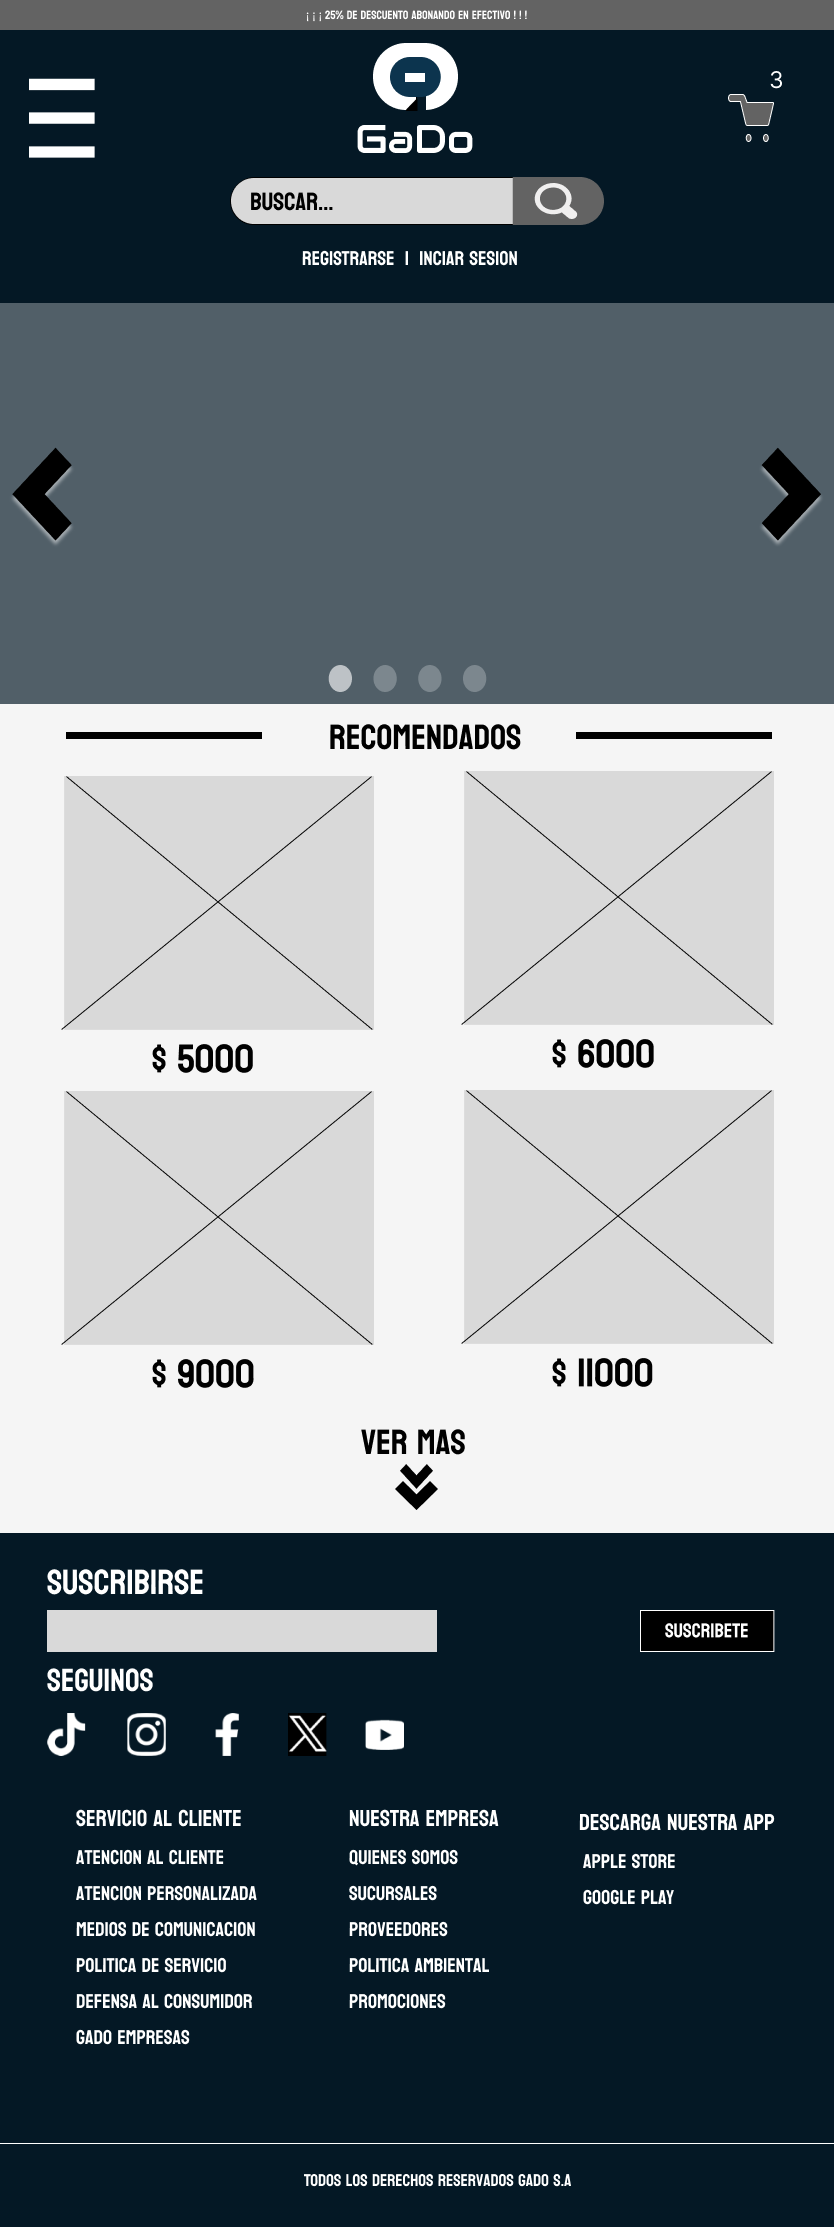 ¡ ¡ ¡ 25% DE DESCUENTO ABONANDO EN EFECTIVO ! ! !
3
GaDo
BUSCAR...
REGISTRARSE | INCIAR SESION
RECOMENDADOS
$ 5000
$ 6000
$ 9000
$ 11000
VER MAS
SUSCRIBIRSE
SUSCRIBETE
SEGUINOS
SERVICIO AL CLIENTE
ATENCION AL CLIENTE
ATENCION PERSONALIZADA
MEDIOS DE COMUNICACION
POLITICA DE SERVICIO
DEFENSA AL CONSUMIDOR
GADO EMPRESAS
NUESTRA EMPRESA
QUIENES SOMOS
SUCURSALES
PROVEEDORES
POLITICA AMBIENTAL
PROMOCIONES
DESCARGA NUESTRA APP
APPLE STORE
GOOGLE PLAY
TODOS LOS DERECHOS RESERVADOS GADO S.A